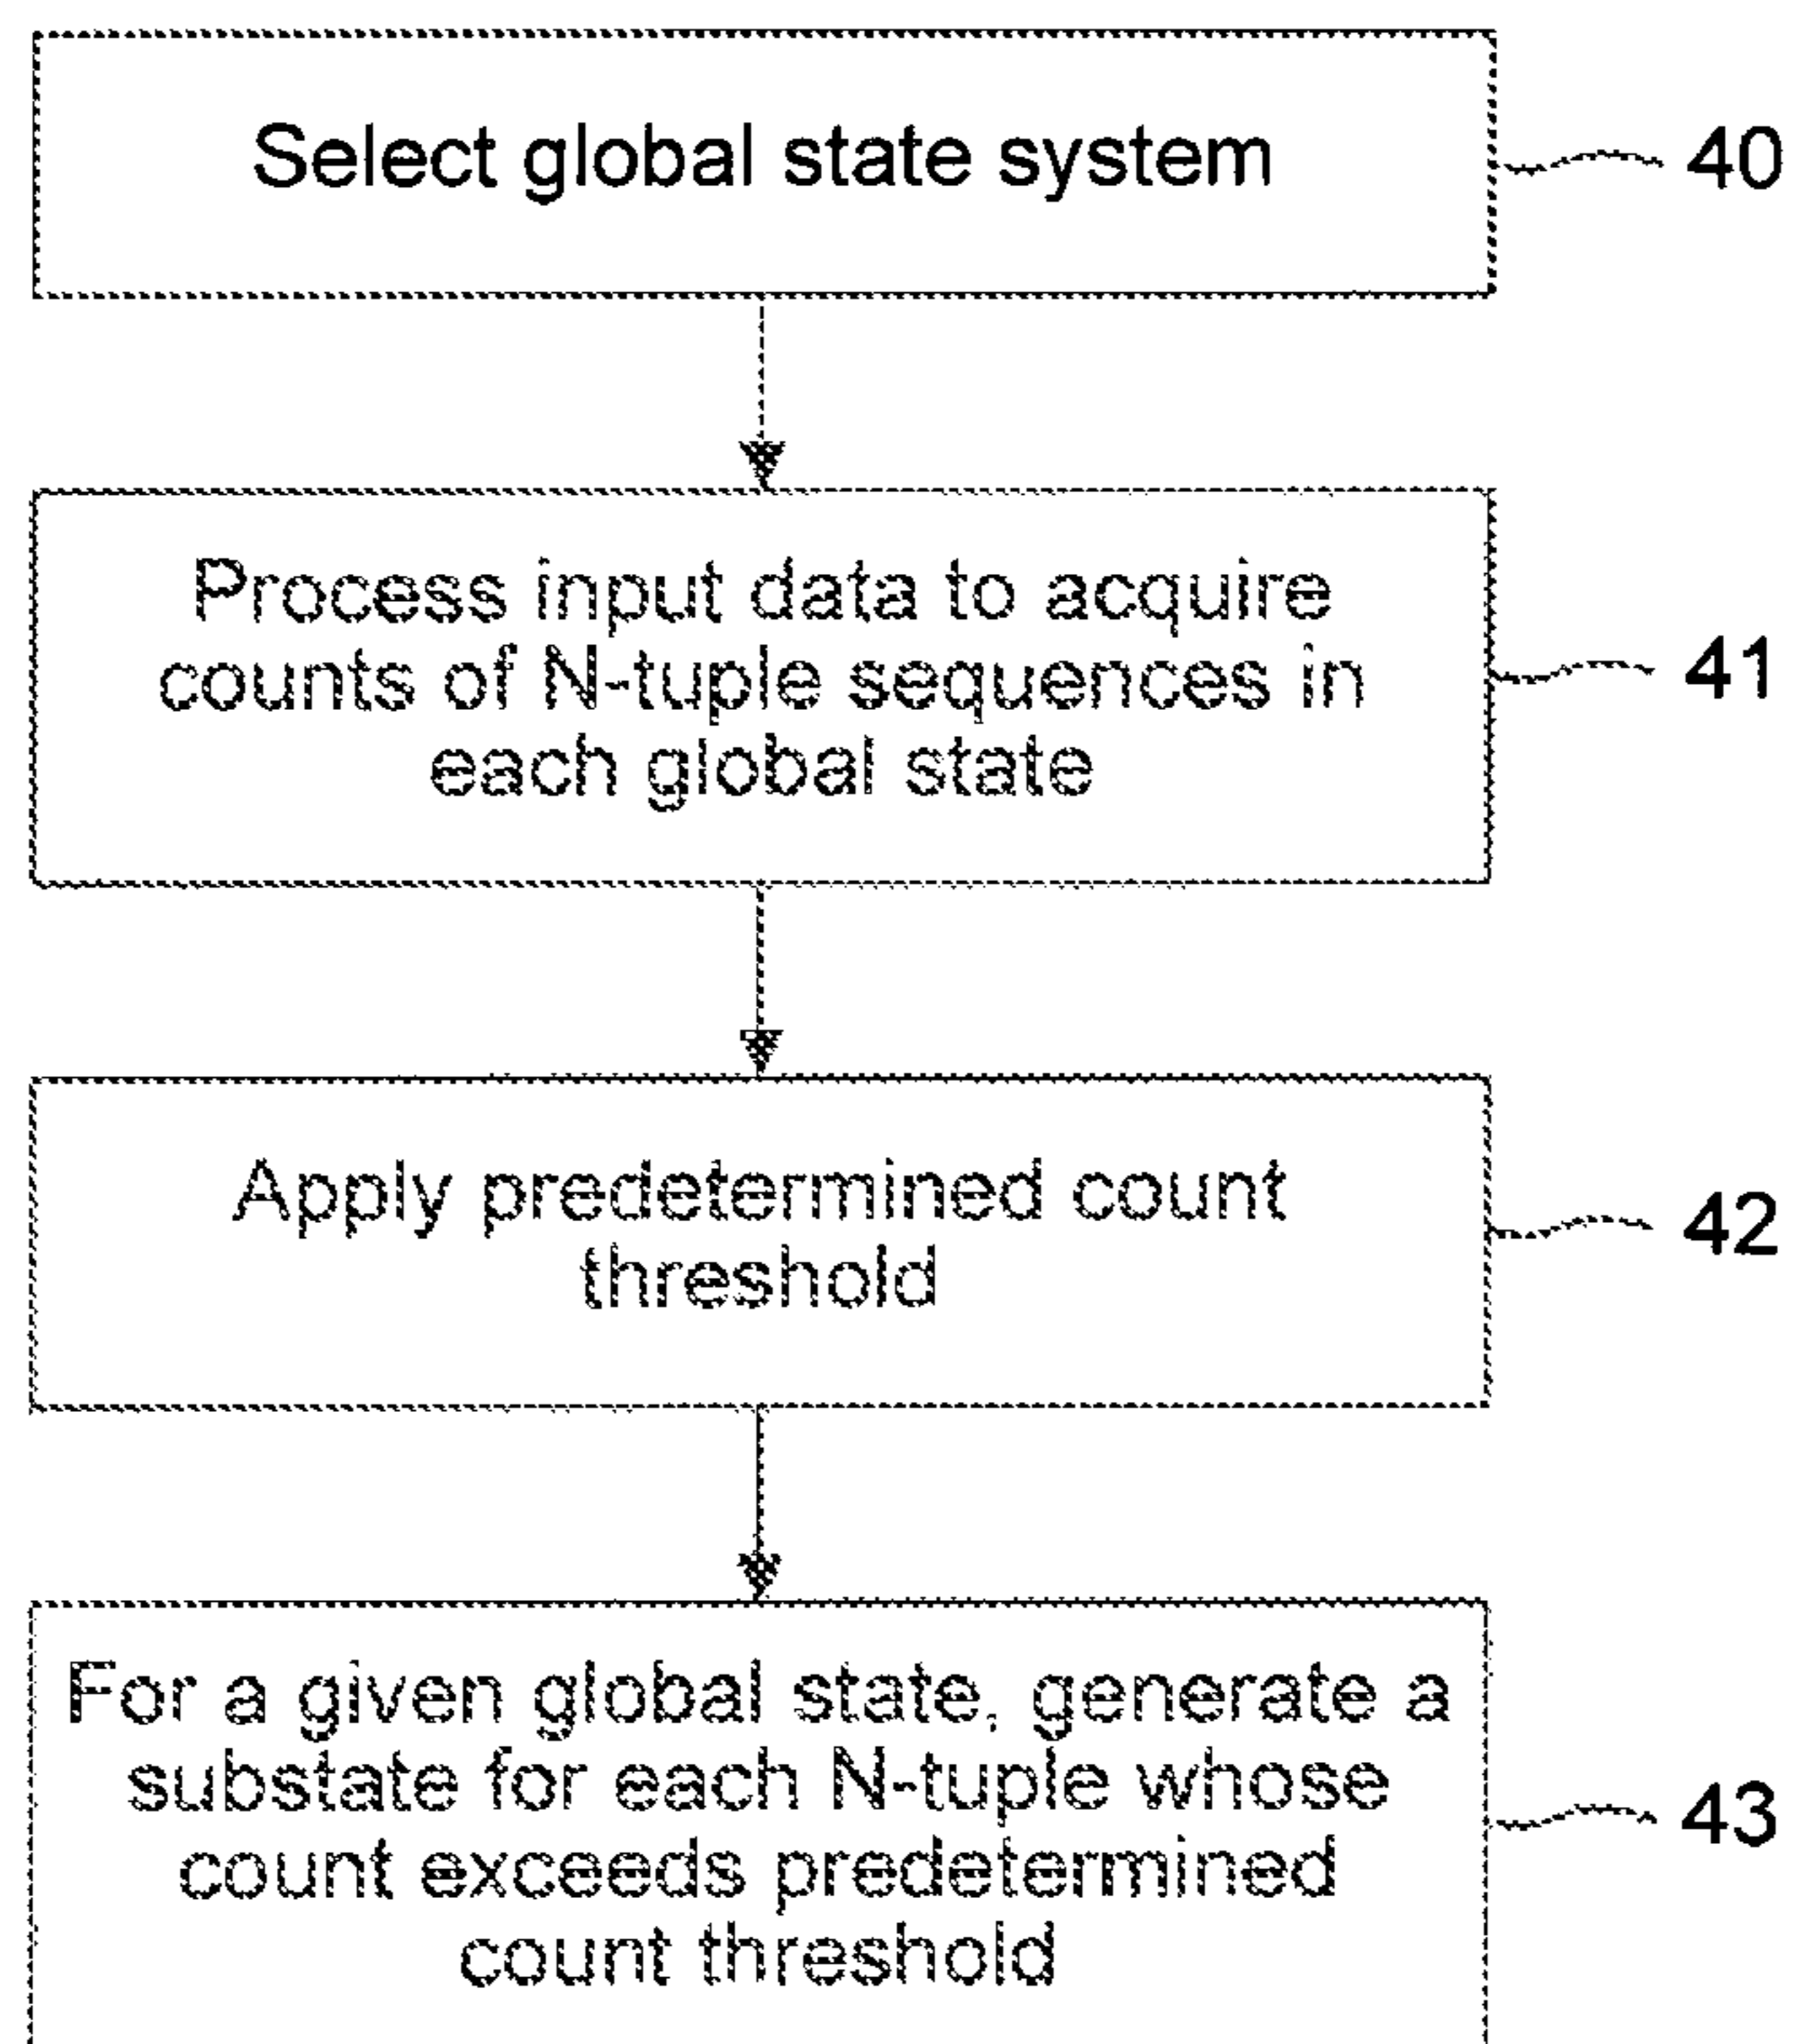 Select global state system
40
Process input data to acquire
counts of N-tuple sequences in
each global state
41
Apply predetermined count
threshold
42
For a given global state, generate a
substate for each N-tuple whose
count exceeds predetermined
count threshold
43